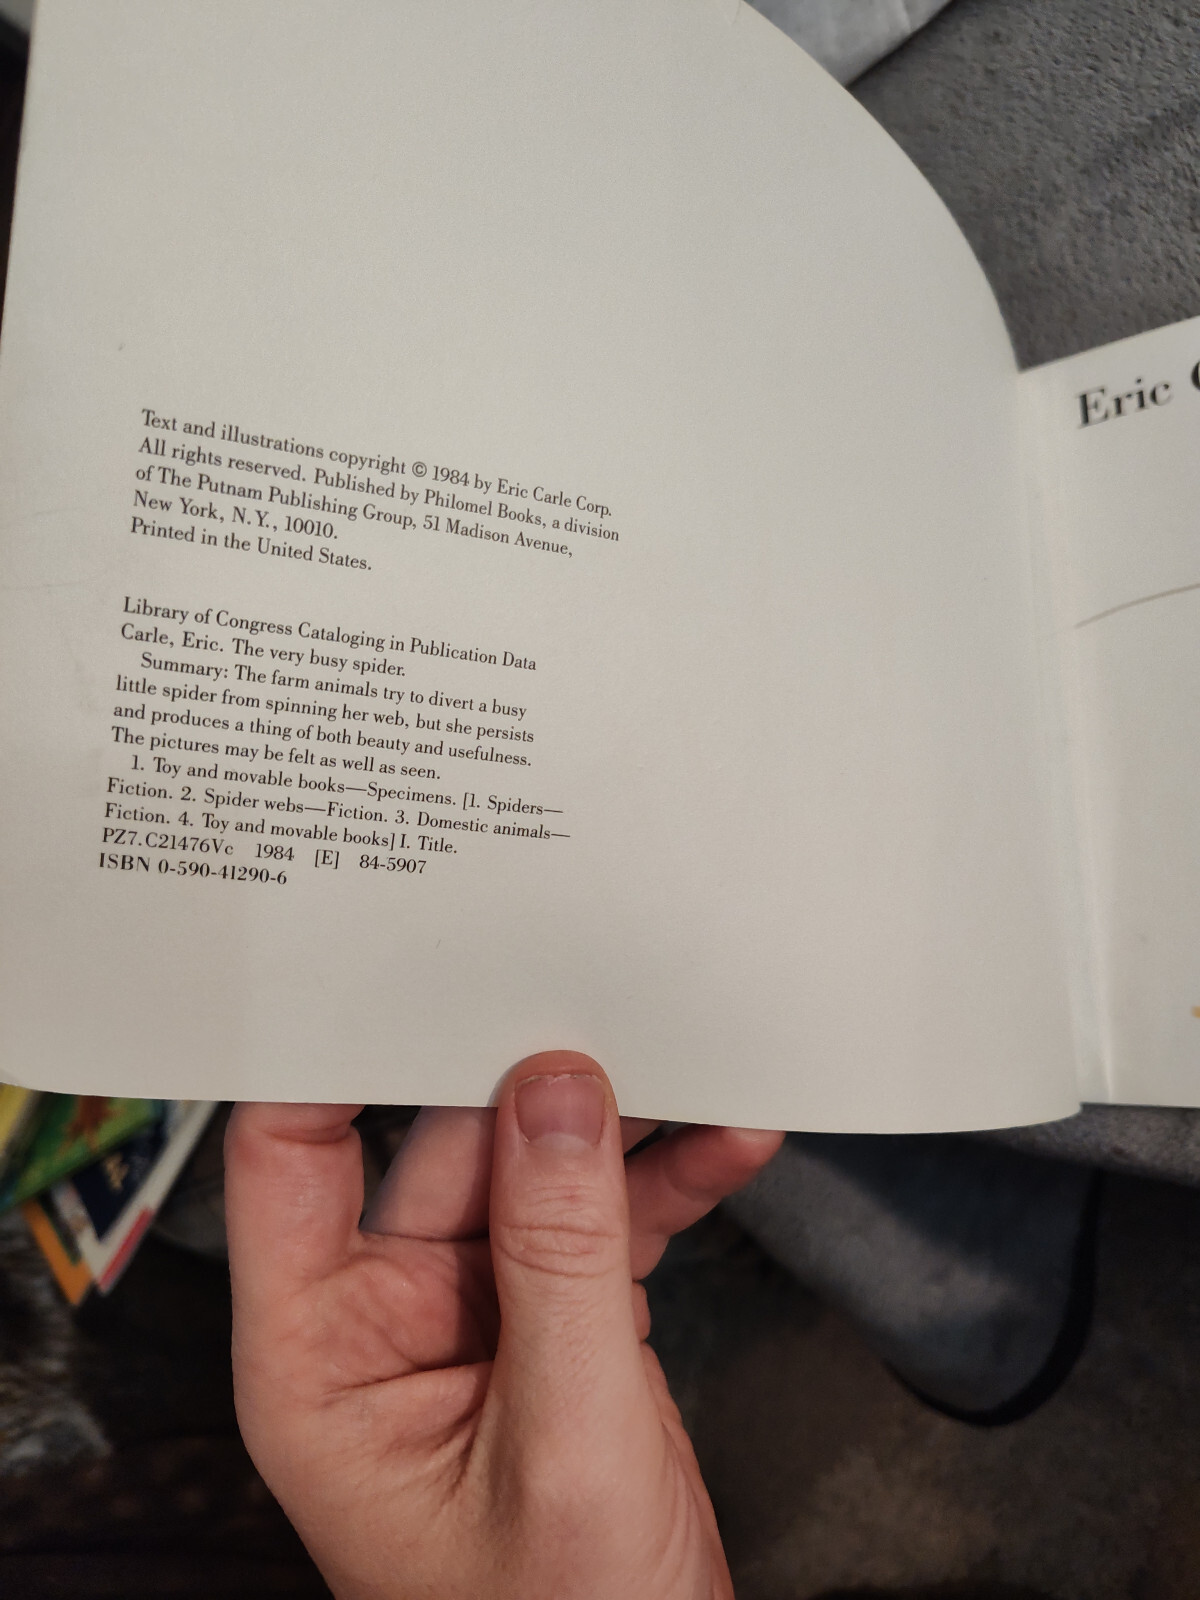 Text and illustrations copyright © 1984 by Eric Carle Corp.
All rights reserved. Published by Philomel Books, a division
of The Putnam Publishing Group, 51 Madison Avenue,
New York, N.Y., 10010.
Printed in the United States.
Library of Congress Cataloging in Publication Data
Carle, Eric. The very busy spider.
Summary: The farm animals try to divert a busy
little spider from spinning her web, but she persists
and produces a thing of both beauty and usefulness.
The pictures may be felt as well as seen.
1. Toy and movable books—Specimens. [1. Spiders—
Fiction. 2. Spider webs—Fiction. 3. Domestic animals—
Fiction. 4. Toy and movable books] I. Title.
PZ7.C21476Vc 1984 [E] 84-5907
ISBN 0-590-41290-6
Eric